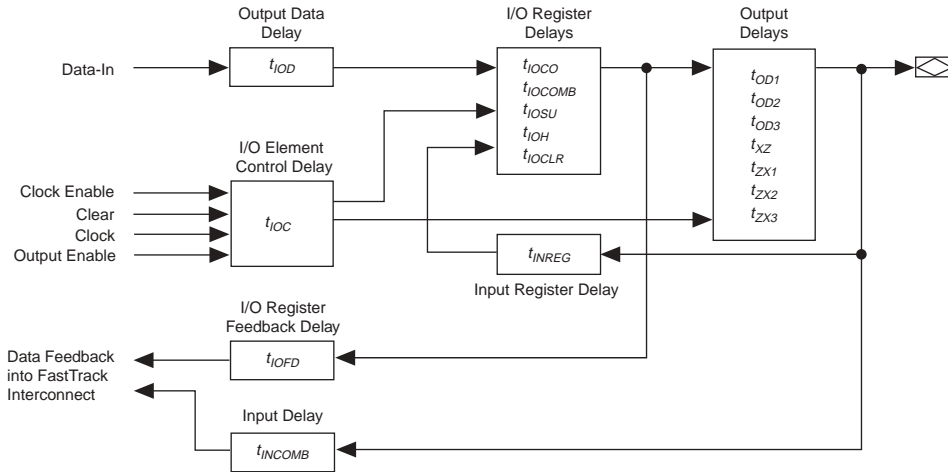 Output Data
Delay
I/O Register
Delays
Output
Delays
Data-In
tIOD
tIOCO
tIOCOMB
tIOSU
tIOH
tIOCLR
tOD1
tOD2
tOD3
tXZ
tZX1
tZX2
tZX3
I/O Element
Control Delay
Clock Enable
Clear
Clock
Output Enable
tIOC
tINREG
Input Register Delay
I/O Register
Feedback Delay
tIOFD
Data Feedback
into FastTrack
Interconnect
Input Delay
tINCOMB